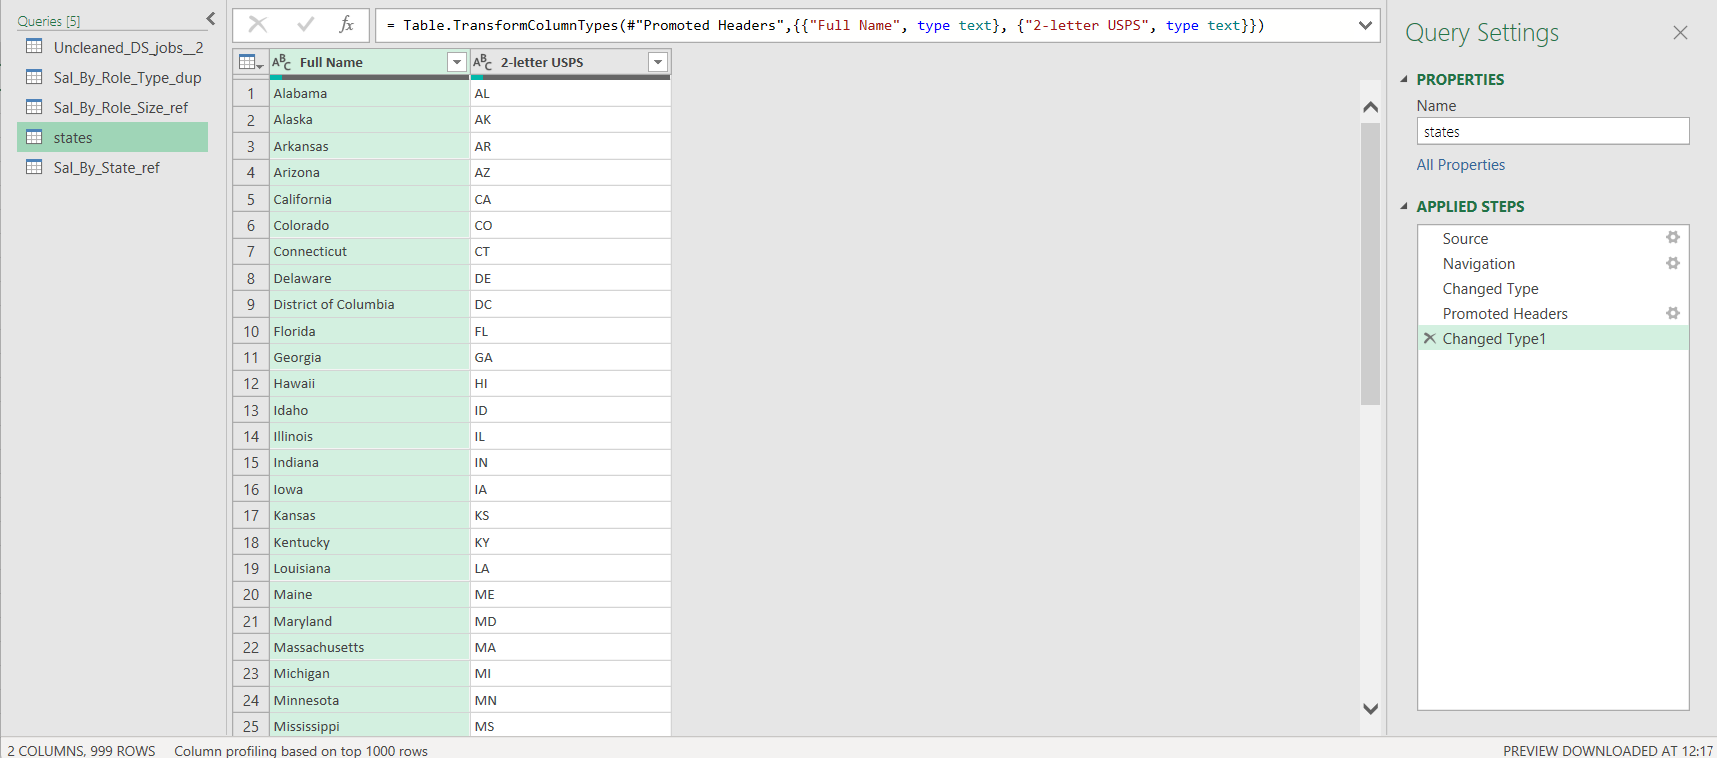 Queries [5]
Uncleaned_DS_jobs__2
Sal_By_Role_Type_dup
Sal_By_Role_Size_ref
states
Sal_By_State_ref
fx
= Table.TransformColumnTypes(#"Promoted Headers",{{"Full Name", type text}, {"2-letter USPS", type text}})
ABC Full Name ABC 2-letter USPS
1 Alabama AL
2 Alaska AK
3 Arkansas AR
4 Arizona AZ
5 California CA
6 Colorado CO
7 Connecticut CT
8 Delaware DE
9 District of Columbia DC
10 Florida FL
11 Georgia GA
12 Hawaii HI
13 Idaho ID
14 Illinois IL
15 Indiana IN
16 Iowa IA
17 Kansas KS
18 Kentucky KY
19 Louisiana LA
20 Maine ME
21 Maryland MD
22 Massachusetts MA
23 Michigan MI
24 Minnesota MN
25 Mississippi MS
Query Settings
PROPERTIES
Name
states
All Properties
APPLIED STEPS
Source
Navigation
Changed Type
Promoted Headers
Changed Type1
2 COLUMNS, 999 ROWS Column profiling based on top 1000 rows
PREVIEW DOWNLOADED AT 12:17